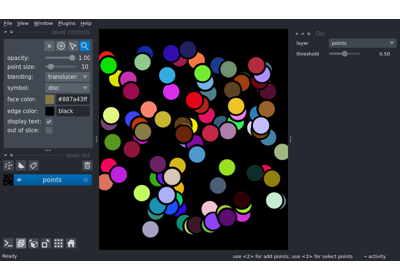 File View Window Plugins Help
layer controls
opacity: 1.00
point size: 10
blending: translucen
symbol: disc
face color: #887a43ff
edge color: black
display text:
out of slice:
layer list
points
layer points
threshold 0.50
Ready
use <2> for add points, use <3> for select points
activity